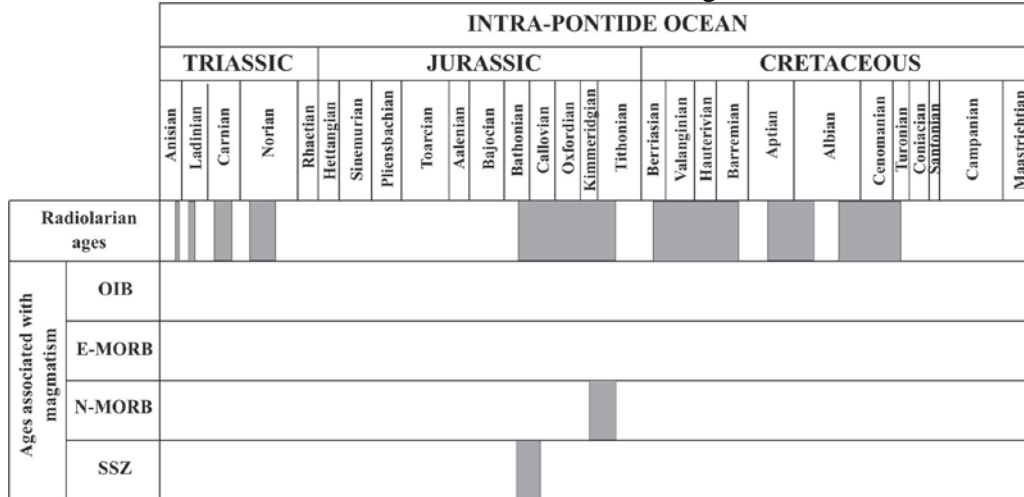 INTRA-PONTIDE OCEAN
TRIASSIC JURASSIC CRETACEOUS
Anisian
Ladinian
Carnian
Norian
Rhaetian
Hettangian
Sinemurian
Pliensbachian
Toarcian
Aalenian
Bajocian
Bathonian
Callovian
Oxfordian
Kimmeridgian
Tithonian
Berriasian
Valanginian
Hauterivian
Barremian
Aptian
Albian
Cenomanian
Turonian
Coniacian
Santonian
Campanian
Maastrichtian
Radiolarian
ages
Ages associated with
magmatism
OIB
E-MORB
N-MORB
SSZ